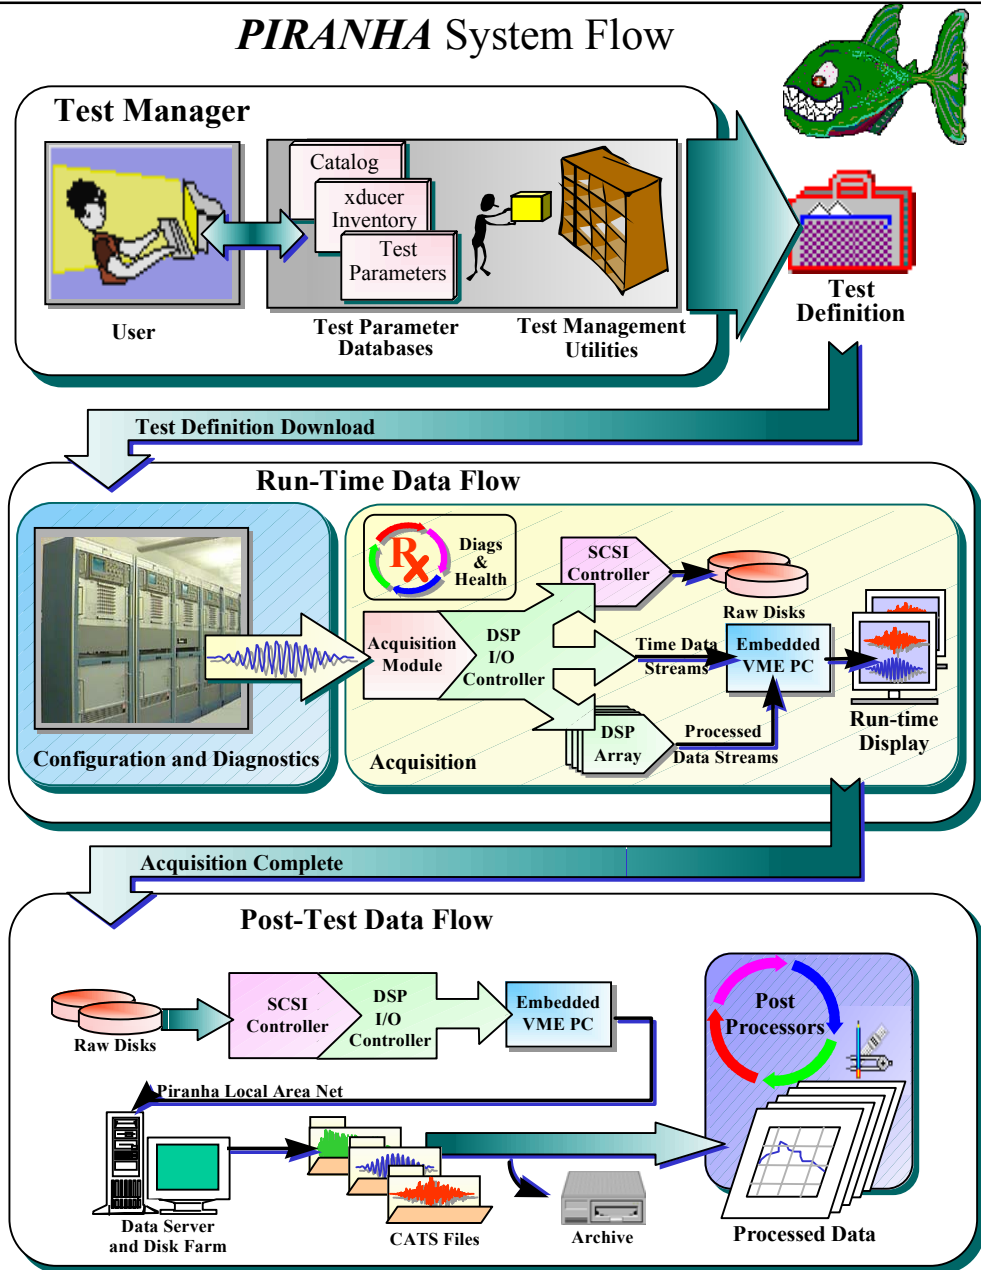 PIRANHA System Flow
Test Manager
Catalog
xducer
Inventory
Test
Parameters
User
Test Parameter
Databases
Test Management
Utilities
Test
Definition
Test Definition Download
Run-Time Data Flow
Configuration and Diagnostics
Rx
Diags
&
Health
Acquisition
Module
DSP
I/O
Controller
SCSI
Controller
Raw Disks
Time Data
Streams
Embedded
VME PC
DSP
Array
Processed
Data Streams
Run-time
Display
Acquisition
Acquisition Complete
Post-Test Data Flow
Raw Disks
SCSI
Controller
DSP
I/O
Controller
Embedded
VME PC
Post
Processors
Piranha Local Area Net
Data Server
and Disk Farm
CATS Files
Archive
Processed Data